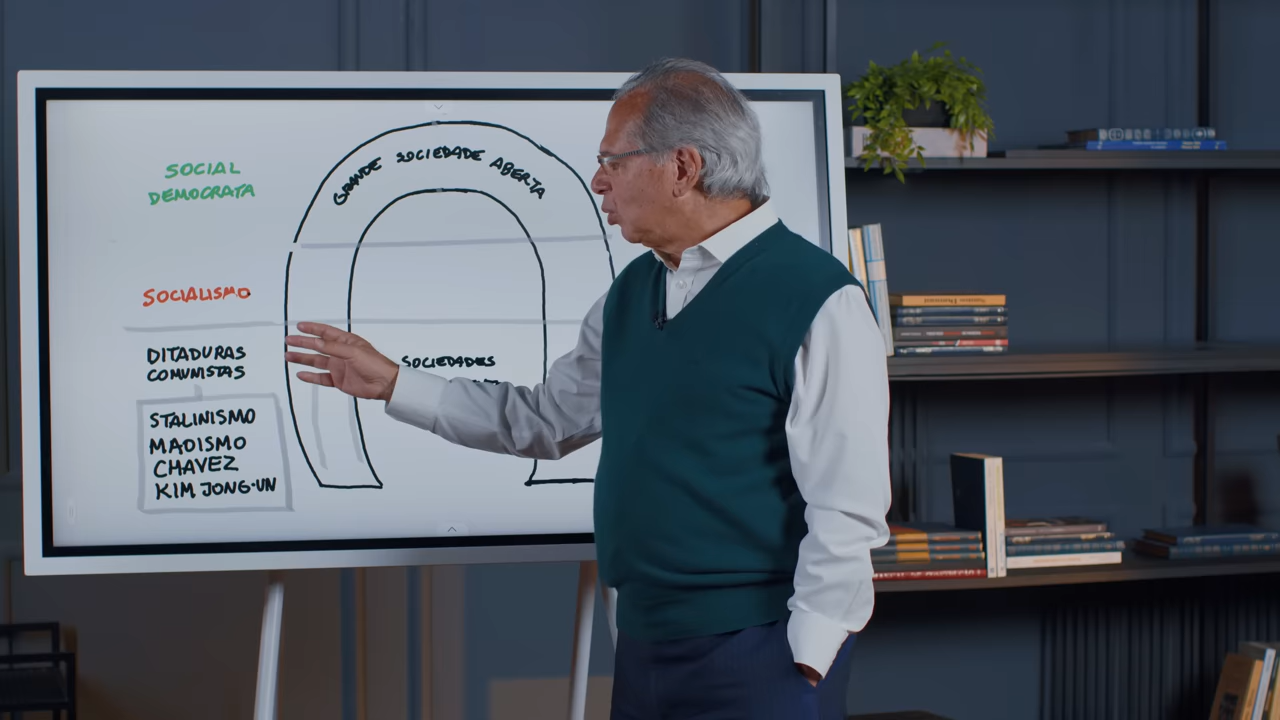 SOCIAL
DEMOCRATA
GRANDE SOCIEDADE ABERTA
SOCIALISMO
DITADURAS
COMUNISTAS
SOCIEDADES
STALINISMO
MAOISMO
CHAVEZ
KIM JONG-UN